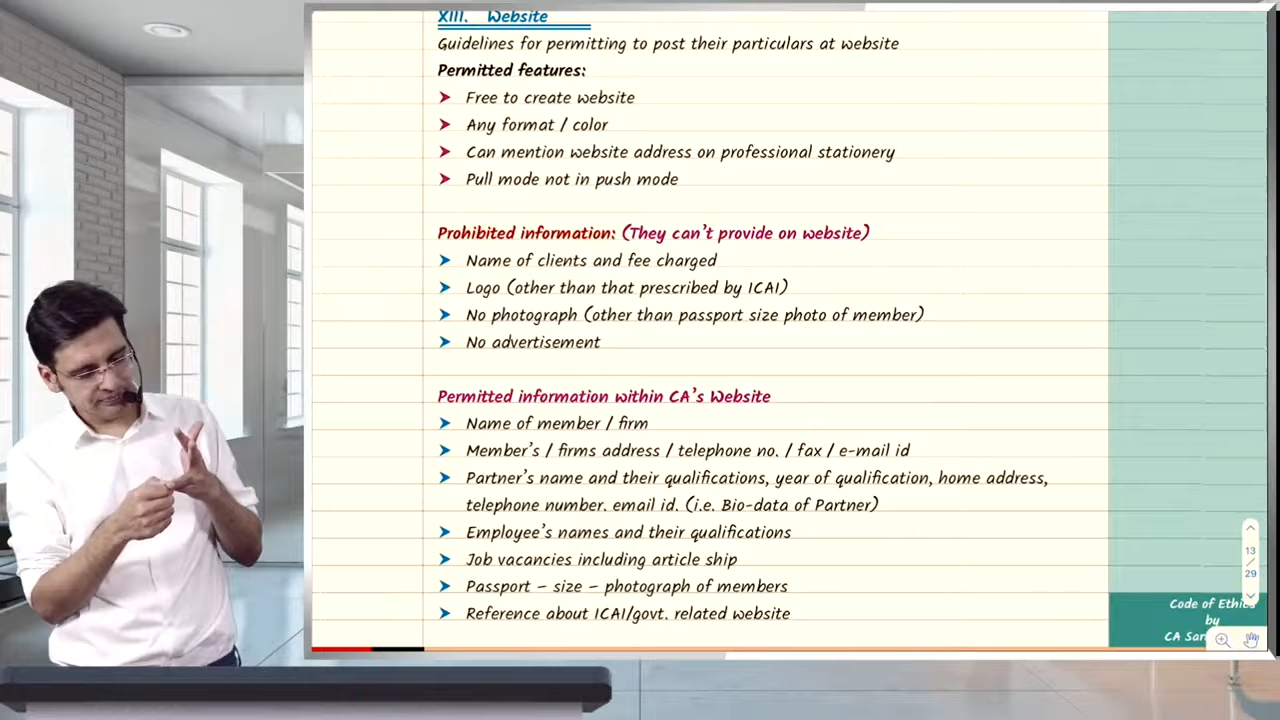 XIII. Website
Guidelines for permitting to post their particulars at website
Permitted features:
➤ Free to create website
➤ Any format / color
➤ Can mention website address on professional stationery
➤ Pull mode not in push mode
Prohibited information: (They can't provide on website)
➤ Name of clients and fee charged
➤ Logo (other than that prescribed by ICAI)
➤ No photograph (other than passport size photo of member)
➤ No advertisement
Permitted information within CA's Website
➤ Name of member / firm
➤ Member's / firms address / telephone no. / fax / e-mail id
➤ Partner's name and their qualifications, year of qualification, home address,
telephone number. email id. (i.e. Bio-data of Partner)
➤ Employee's names and their qualifications
➤ Job vacancies including article ship
➤ Passport – size – photograph of members
➤ Reference about ICAI/govt. related website
13
/
29
Code of Ethics
by
CA